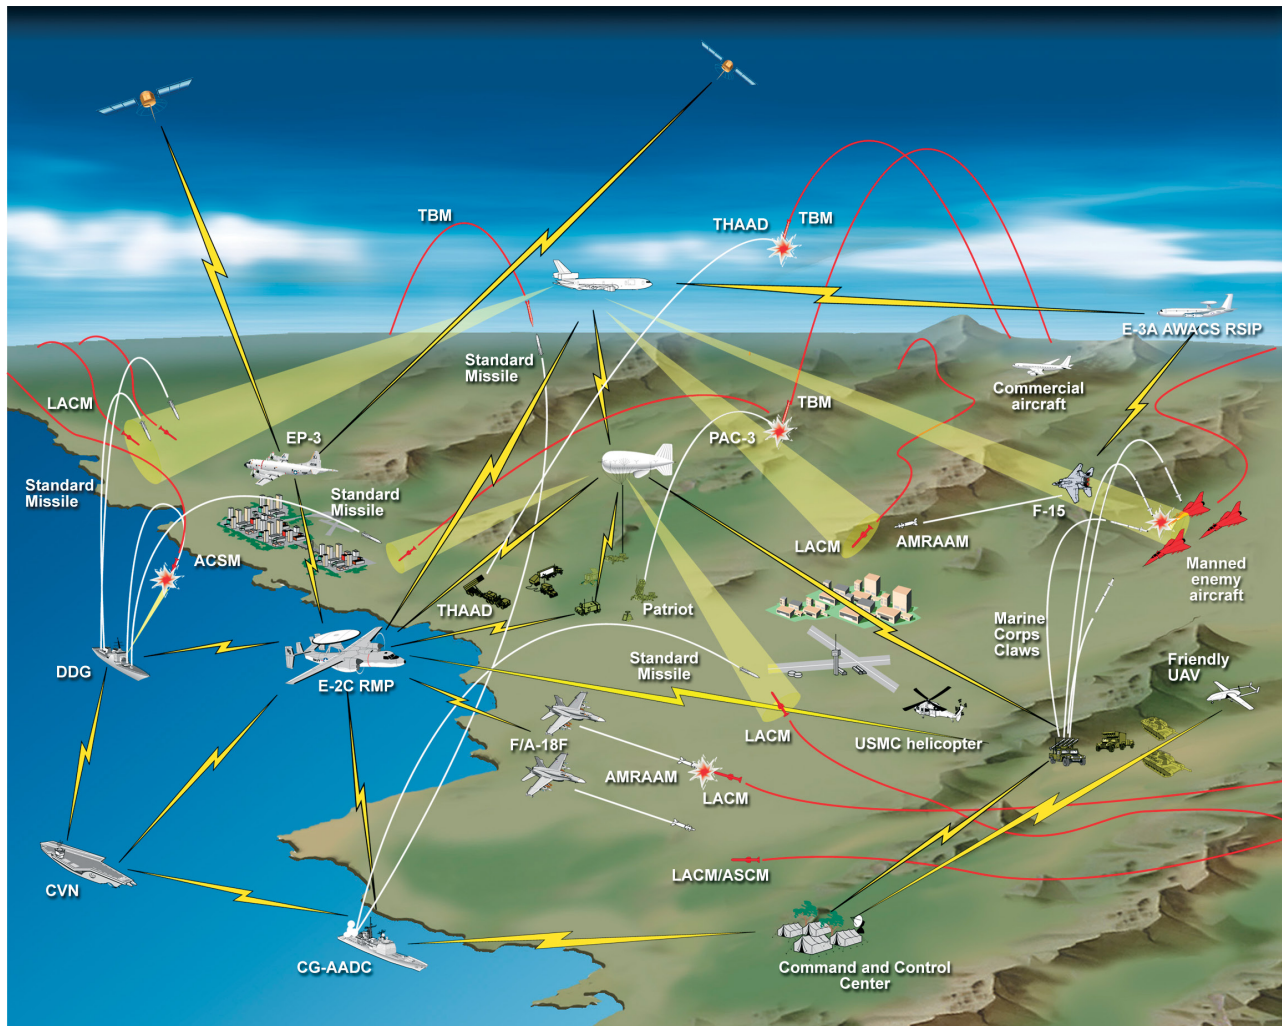 TBM
THAAD
TBM
E-3A AWACS RSIP
Standard
Missile
Commercial
aircraft
LACM
TBM
EP-3
PAC-3
Standard
Missile
Standard
Missile
F-15
LACM
AMRAAM
ACSM
Manned
enemy
aircraft
THAAD
Patriot
Marine
Corps
Claws
Standard
Missile
Friendly
UAV
DDG
E-2C RMP
F/A-18F
LACM
USMC helicopter
AMRAAM
LACM
LACM/ASCM
CVN
CG-AADC
Command and Control
Center